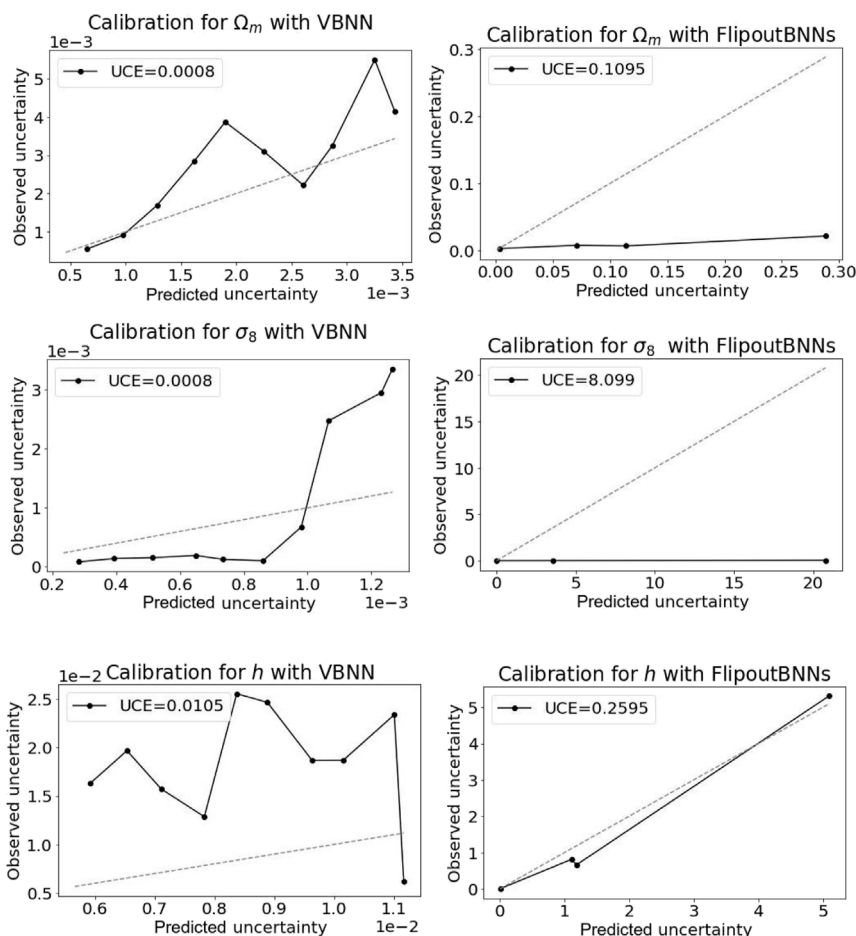 Calibration for Ωₘ with VBNN
1e−3
UCE=0.0008
Observed uncertainty
5
4
3
2
1
0.5 1.0 1.5 2.0 2.5 3.0 3.5
Predicted uncertainty
1e−3
Calibration for Ωₘ with FlipoutBNNs
UCE=0.1095
Observed uncertainty
0.3
0.2
0.1
0.0
0.00 0.05 0.10 0.15 0.20 0.25 0.30
Predicted uncertainty
Calibration for σ₈ with VBNN
1e−3
UCE=0.0008
Observed uncertainty
3
2
1
0
0.2 0.4 0.6 0.8 1.0 1.2
Predicted uncertainty
1e−3
Calibration for σ₈ with FlipoutBNNs
UCE=8.099
Observed uncertainty
20
15
10
5
0
0 5 10 15 20
Predicted uncertainty
1e−2
Calibration for h with VBNN
UCE=0.0105
Observed uncertainty
2.5
2.0
1.5
1.0
0.5
0.6 0.7 0.8 0.9 1.0 1.1
Predicted uncertainty
1e−2
Calibration for h with FlipoutBNNs
UCE=0.2595
Observed uncertainty
5
4
3
2
1
0
0 1 2 3 4 5
Predicted uncertainty